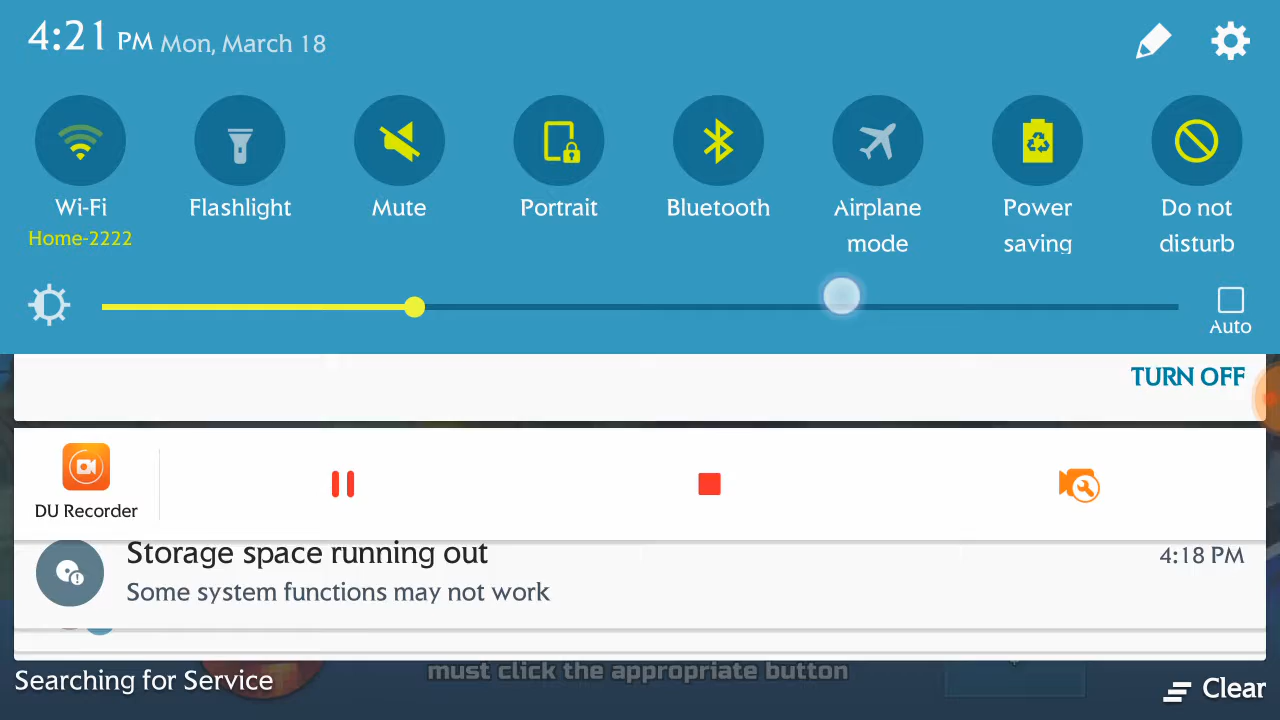 4:21 PM Mon, March 18
Wi-Fi
Home-2222
Flashlight
Mute
Portrait
Bluetooth
Airplane
mode
Power
saving
Do not
disturb
Auto
TURN OFF
DU Recorder
Storage space running out
4:18 PM
Some system functions may not work
must click the appropriate button
Searching for Service
Clear